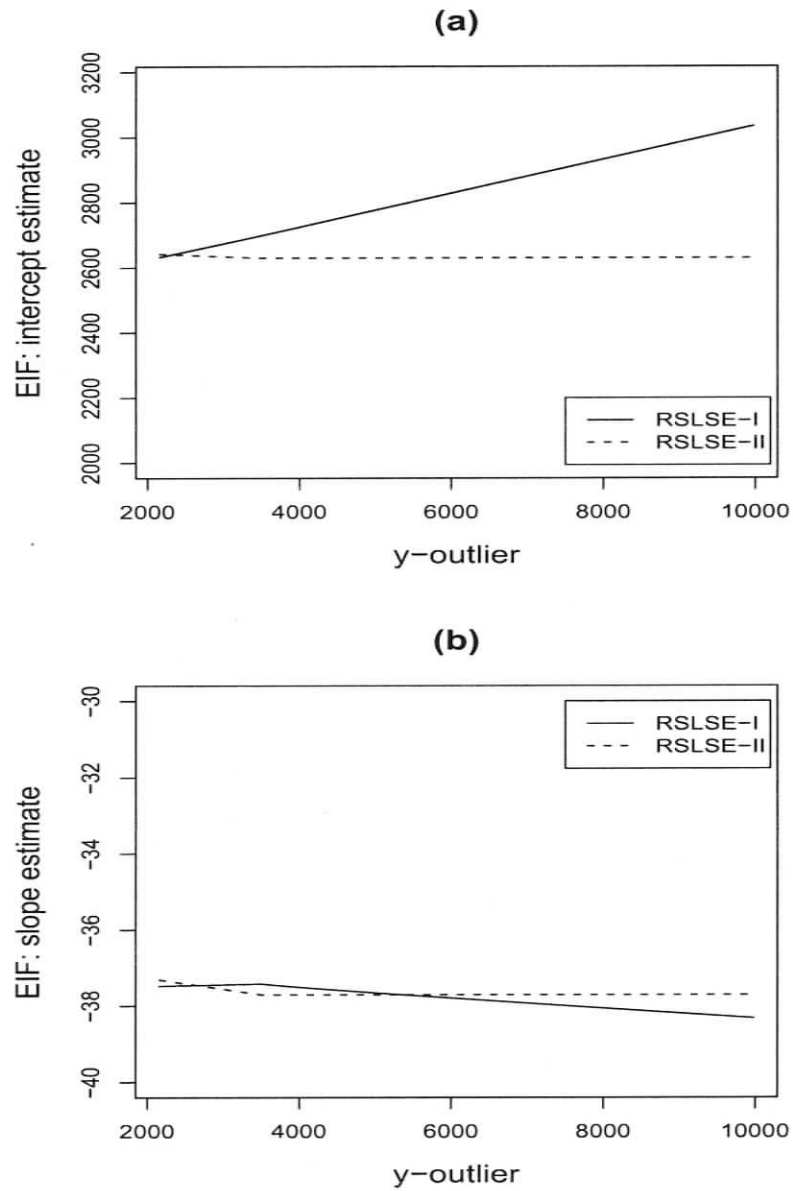 (a)
EIF: intercept estimate
3200
3000
2800
2600
2400
2200
2000
RSLSE-I
RSLSE-II
2000 4000 6000 8000 10000
y-outlier
(b)
EIF: slope estimate
-30
-32
-34
-36
-38
-40
RSLSE-I
RSLSE-II
2000 4000 6000 8000 10000
y-outlier